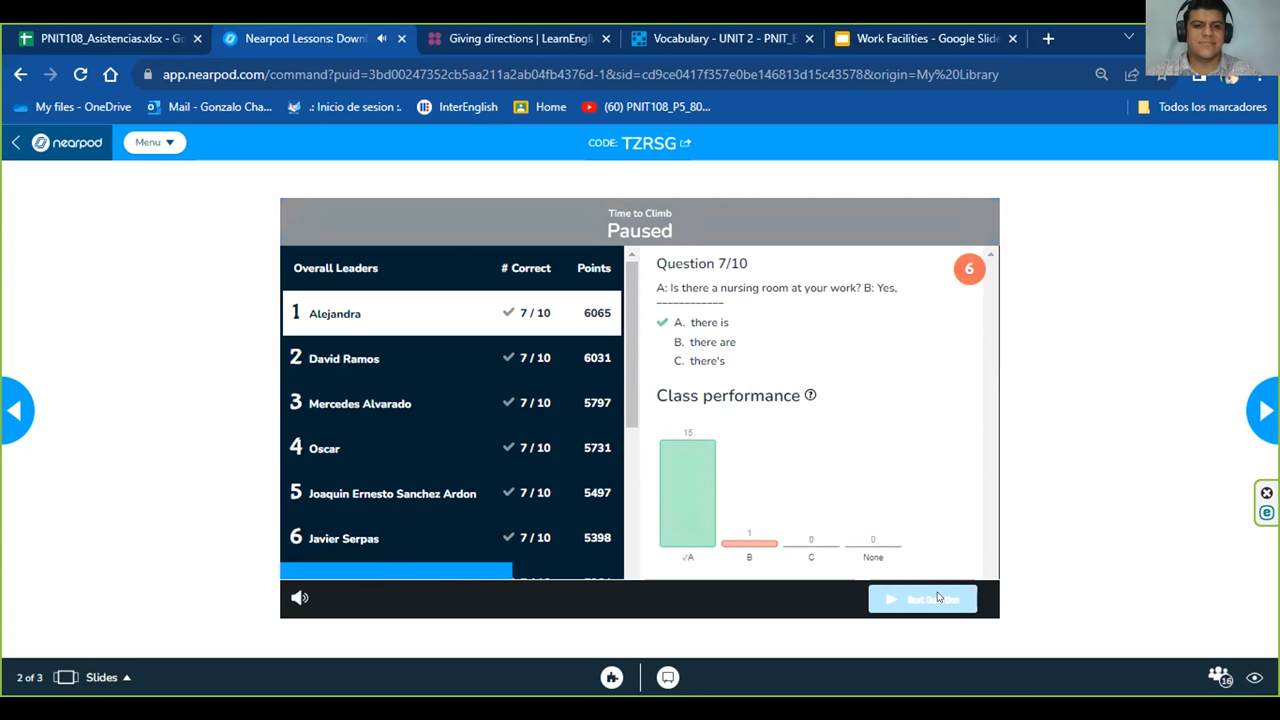 PNIT108_Asistencias.xlsx - Go
Nearpod Lessons: Downl
Giving directions | LearnEnglis
Vocabulary - UNIT 2 - PNIT_E
Work Facilities - Google Slide
app.nearpod.com/command?puid=3bd00247352cb5aa211a2ab04fb4376d-1&sid=cd9ce0417f357e0be146813d15c43578&origin=My%20Library
My files - OneDrive
Mail - Gonzalo Cha...
.: Inicio de sesion :.
InterEnglish
Home
(60) PNIT108_P5_80...
Todos los marcadores
nearpod
Menu
CODE: TZRSG
Time to Climb
Paused
Overall Leaders # Correct Points
1 Alejandra 7 / 10 6065
2 David Ramos 7 / 10 6031
3 Mercedes Alvarado 7 / 10 5797
4 Oscar 7 / 10 5731
5 Joaquin Ernesto Sanchez Ardon 7 / 10 5497
6 Javier Serpas 7 / 10 5398
Question 7/10
6
A: Is there a nursing room at your work? B: Yes,
____________
A. there is
B. there are
C. there's
Class performance ?
15 1 0 0
✓A B C None
Next Question
2 of 3
Slides
16